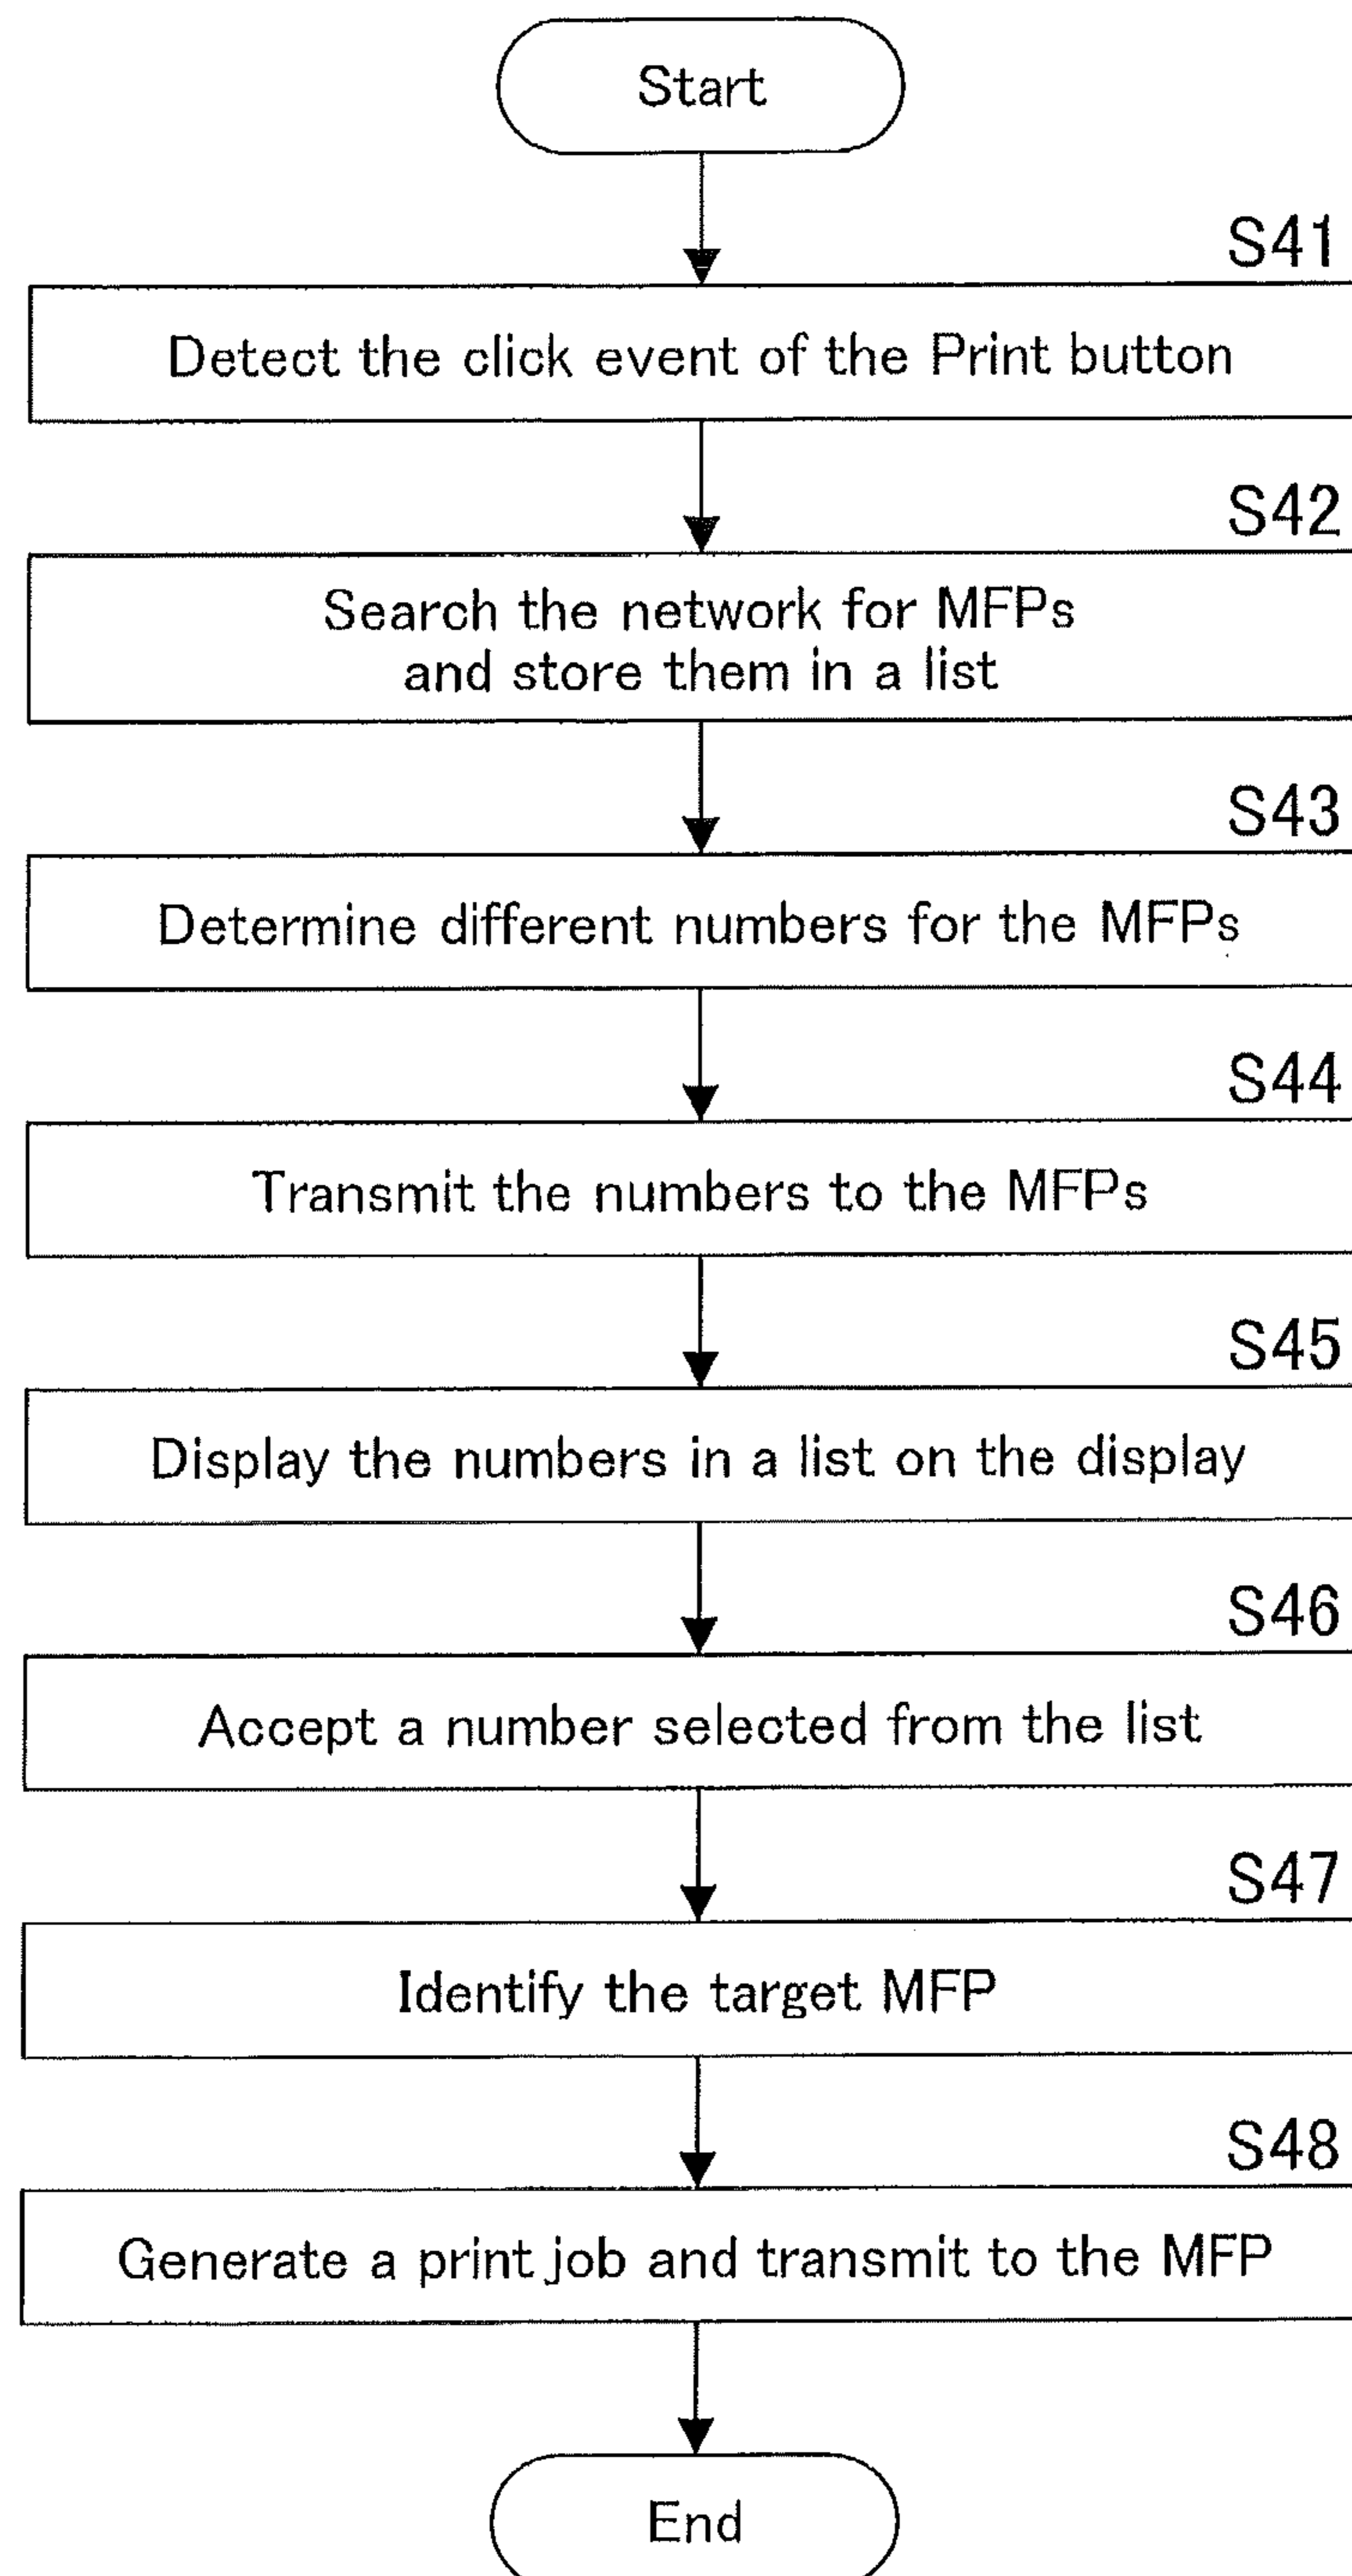 Start
S41
Detect the click event of the Print button
S42
Search the network for MFPs
and store them in a list
S43
Determine different numbers for the MFPs
S44
Transmit the numbers to the MFPs
S45
Display the numbers in a list on the display
S46
Accept a number selected from the list
S47
Identify the target MFP
S48
Generate a print job and transmit to the MFP
End